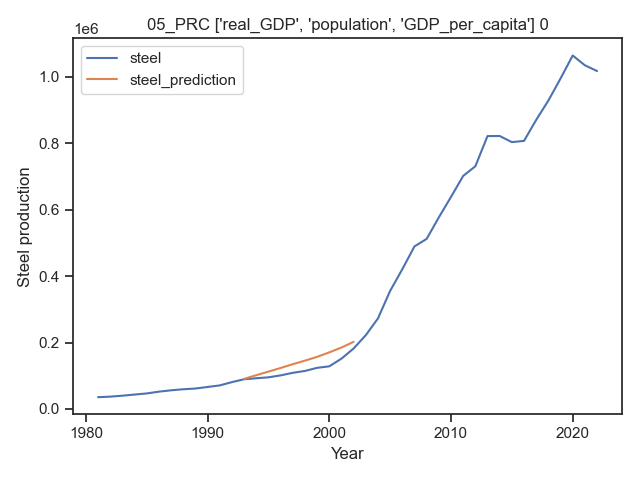 05_PRC ['real_GDP', 'population', 'GDP_per_capita'] 0
1e6
steel
steel_prediction
1.0
0.8
0.6
0.4
0.2
0.0
Steel production
1980 1990 2000 2010 2020
Year